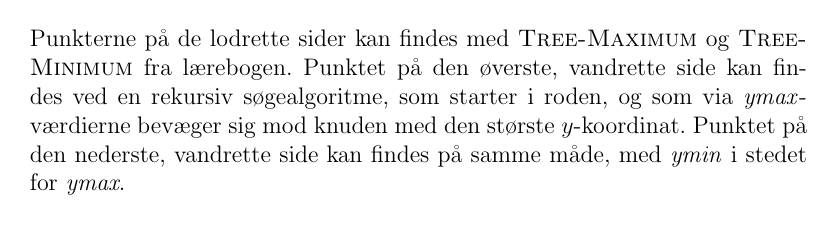 Punkterne på de lodrette sider kan findes med TREE-MAXIMUM og TREE-
MINIMUM fra lærebogen. Punktet på den øverste, vandrette side kan fin-
des ved en rekursiv søgealgoritme, som starter i roden, og som via ymax-
værdierne bevæger sig mod knuden med den største y-koordinat. Punktet på
den nederste, vandrette side kan findes på samme måde, med ymin i stedet
for ymax.